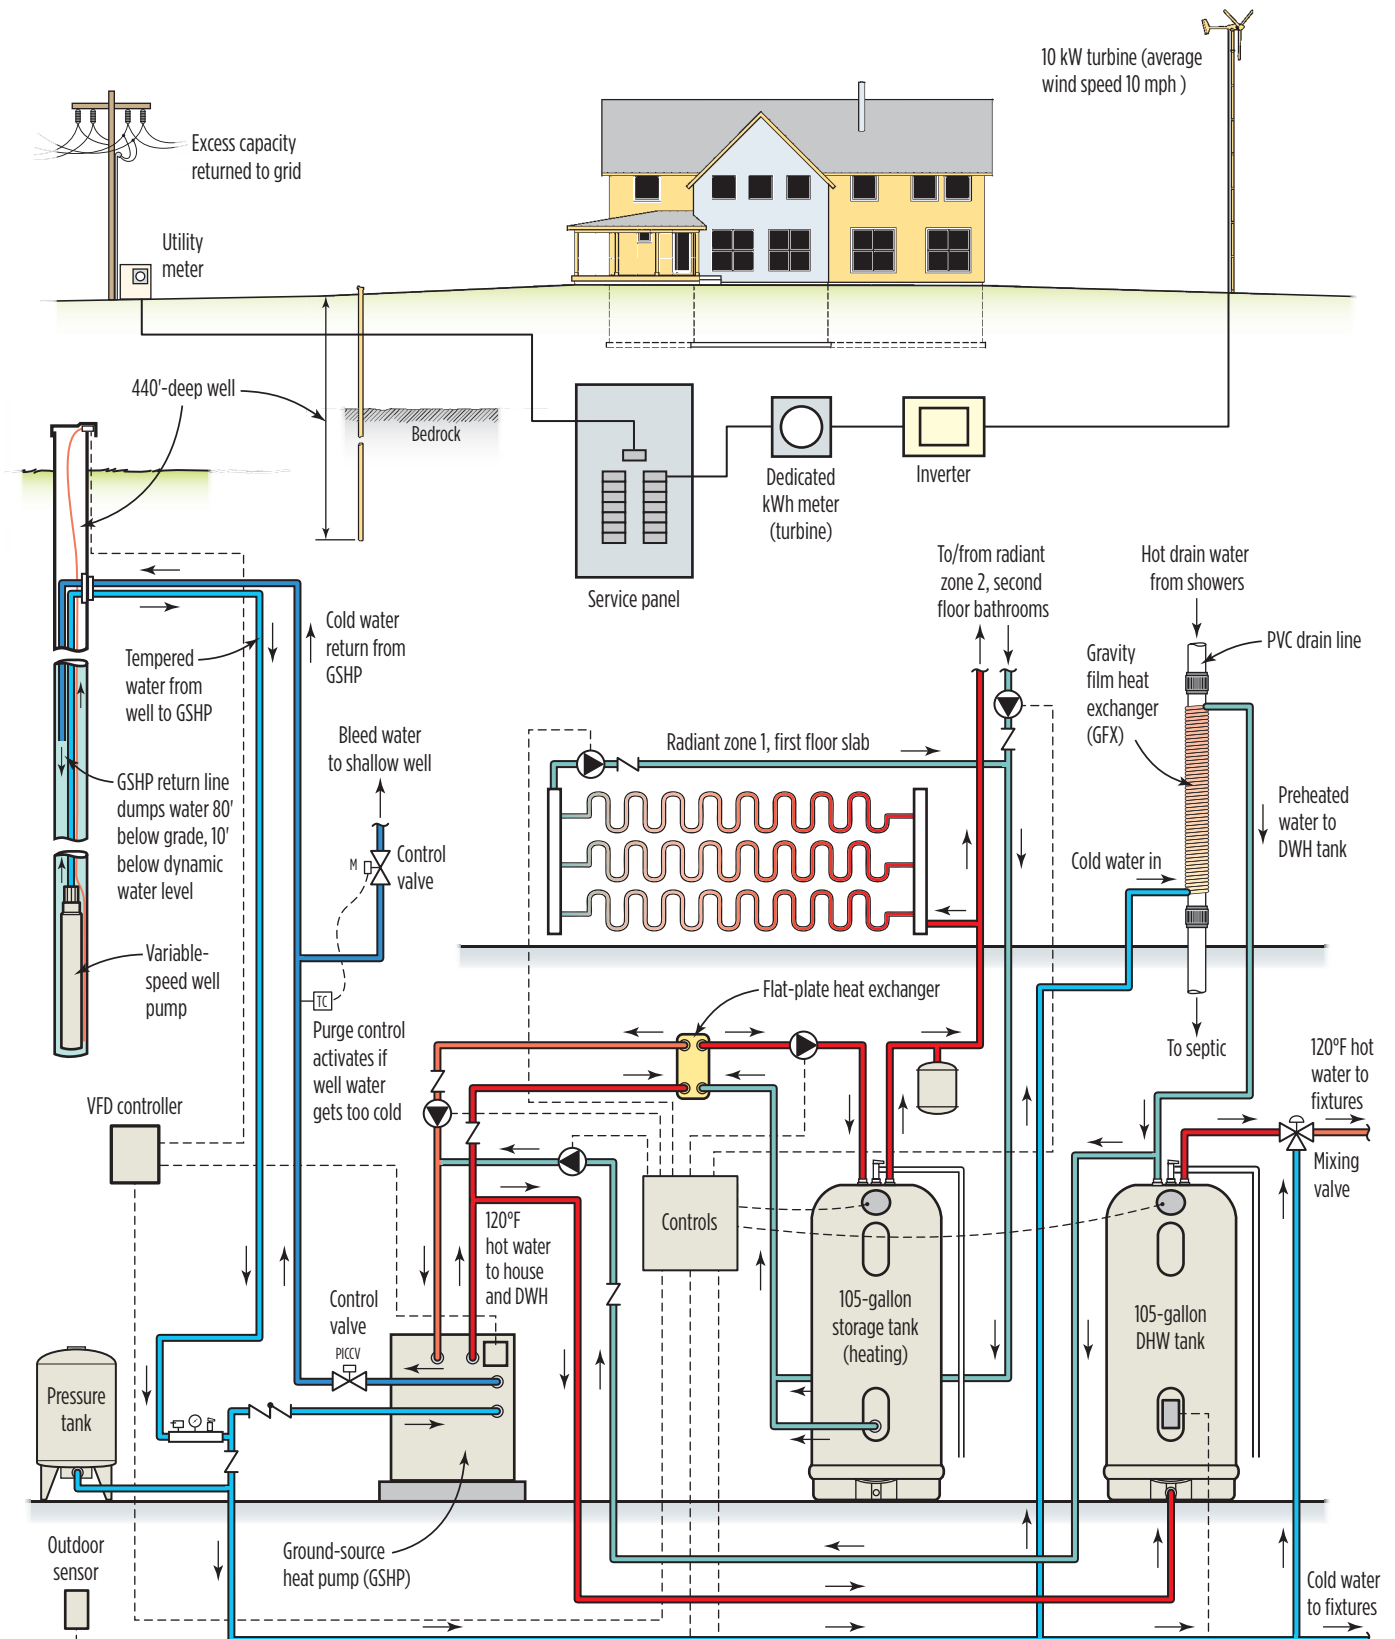 10 kW turbine (average
wind speed 10 mph )
Excess capacity
returned to grid
Utility
meter
440'-deep well
Bedrock
Dedicated
kWh meter
(turbine)
Inverter
Service panel
To/from radiant
zone 2, second
floor bathrooms
Hot drain water
from showers
PVC drain line
Gravity
film heat
exchanger
(GFX)
Cold water
return from
GSHP
Tempered
water from
well to GSHP
Bleed water
to shallow well
Radiant zone 1, first floor slab
GSHP return line
dumps water 80'
below grade, 10'
below dynamic
water level
Preheated
water to
DWH tank
M
Control
valve
Cold water in
Variable-
speed well
pump
TC
Flat-plate heat exchanger
Purge control
activates if
well water
gets too cold
To septic
120°F hot
water to
fixtures
VFD controller
Mixing
valve
Controls
120°F
hot water
to house
and DWH
Control
valve
PICCV
105-gallon
storage tank
(heating)
105-gallon
DHW tank
Pressure
tank
Outdoor
sensor
Ground-source
heat pump (GSHP)
Cold water
to fixtures